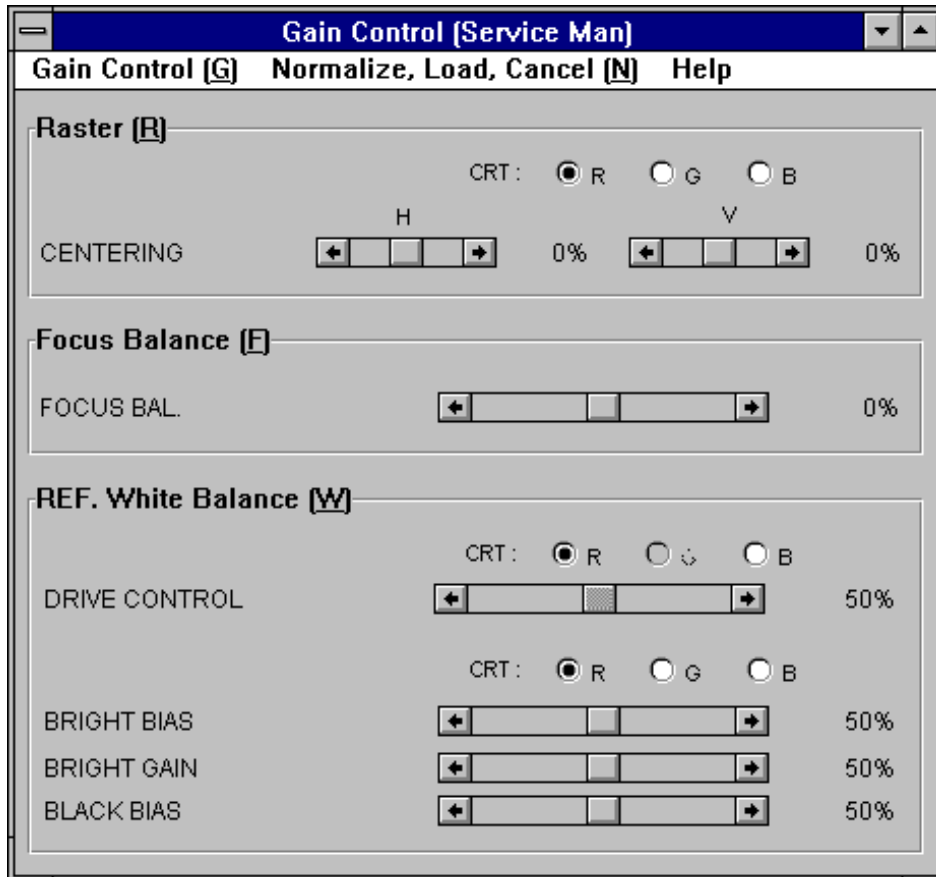 Gain Control (Service Man)
Gain Control (G) Normalize, Load, Cancel (N) Help
Raster (R)
CRT : R G B
H V
CENTERING 0% 0%
Focus Balance (F)
FOCUS BAL. 0%
REF. White Balance (W)
CRT : R G B
DRIVE CONTROL 50%
CRT : R G B
BRIGHT BIAS 50%
BRIGHT GAIN 50%
BLACK BIAS 50%